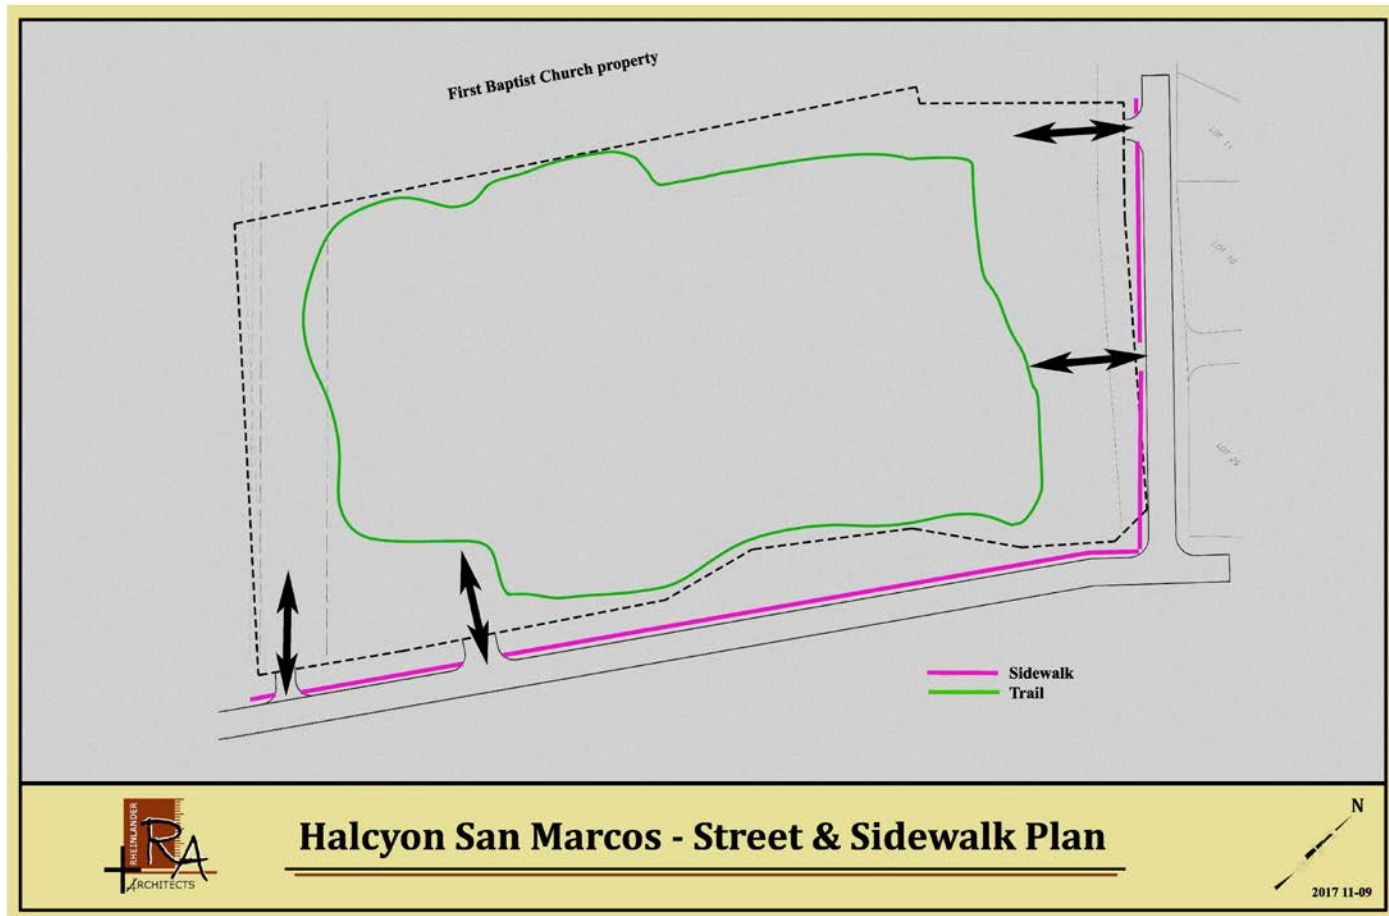 First Baptist Church property
LOT 11
LOT 10
LOT 25
Sidewalk
Trail
RHEINLANDER
RA
ARCHITECTS
Halcyon San Marcos - Street & Sidewalk Plan
N
2017 11-09